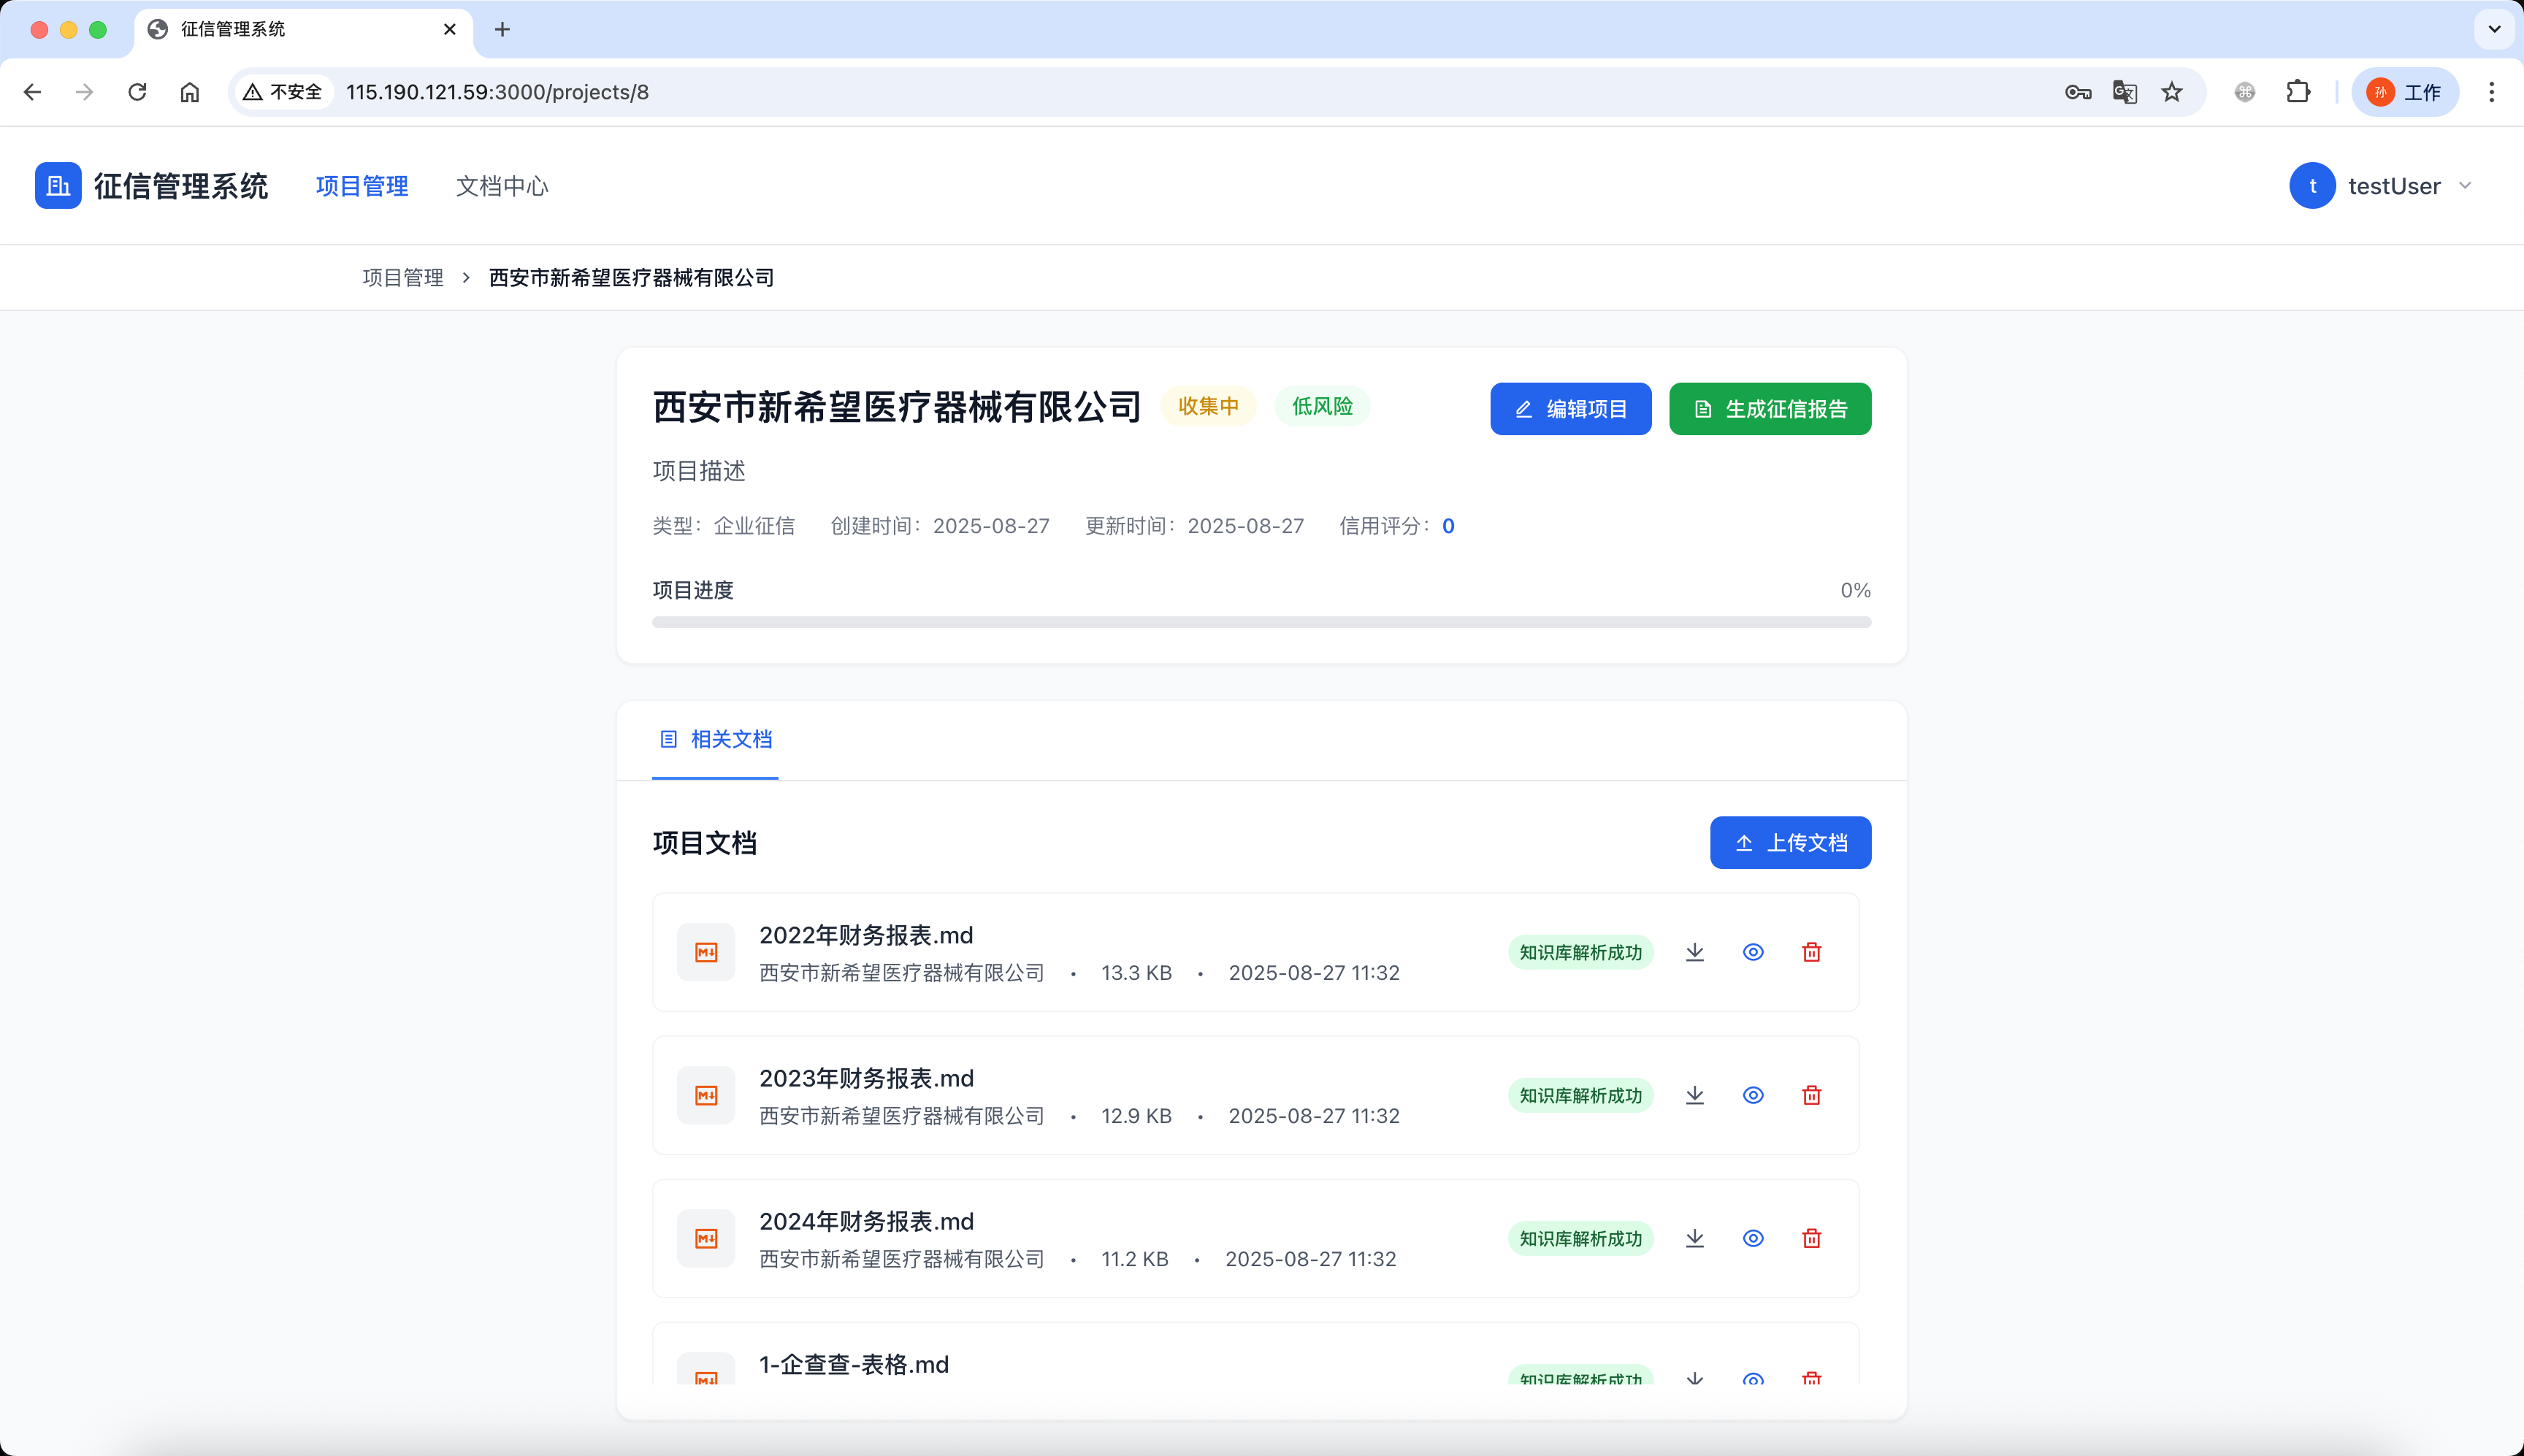 征信管理系统
不安全 115.190.121.59:3000/projects/8 孙 工作
征信管理系统 项目管理 文档中心 t testUser
项目管理 > 西安市新希望医疗器械有限公司
西安市新希望医疗器械有限公司 收集中 低风险 编辑项目 生成征信报告
项目描述
类型：企业征信 创建时间：2025-08-27 更新时间：2025-08-27 信用评分：0
项目进度 0%
相关文档
项目文档 上传文档
2022年财务报表.md
西安市新希望医疗器械有限公司 • 13.3 KB • 2025-08-27 11:32 知识库解析成功
2023年财务报表.md
西安市新希望医疗器械有限公司 • 12.9 KB • 2025-08-27 11:32 知识库解析成功
2024年财务报表.md
西安市新希望医疗器械有限公司 • 11.2 KB • 2025-08-27 11:32 知识库解析成功
1-企查查-表格.md
知识库解析成功